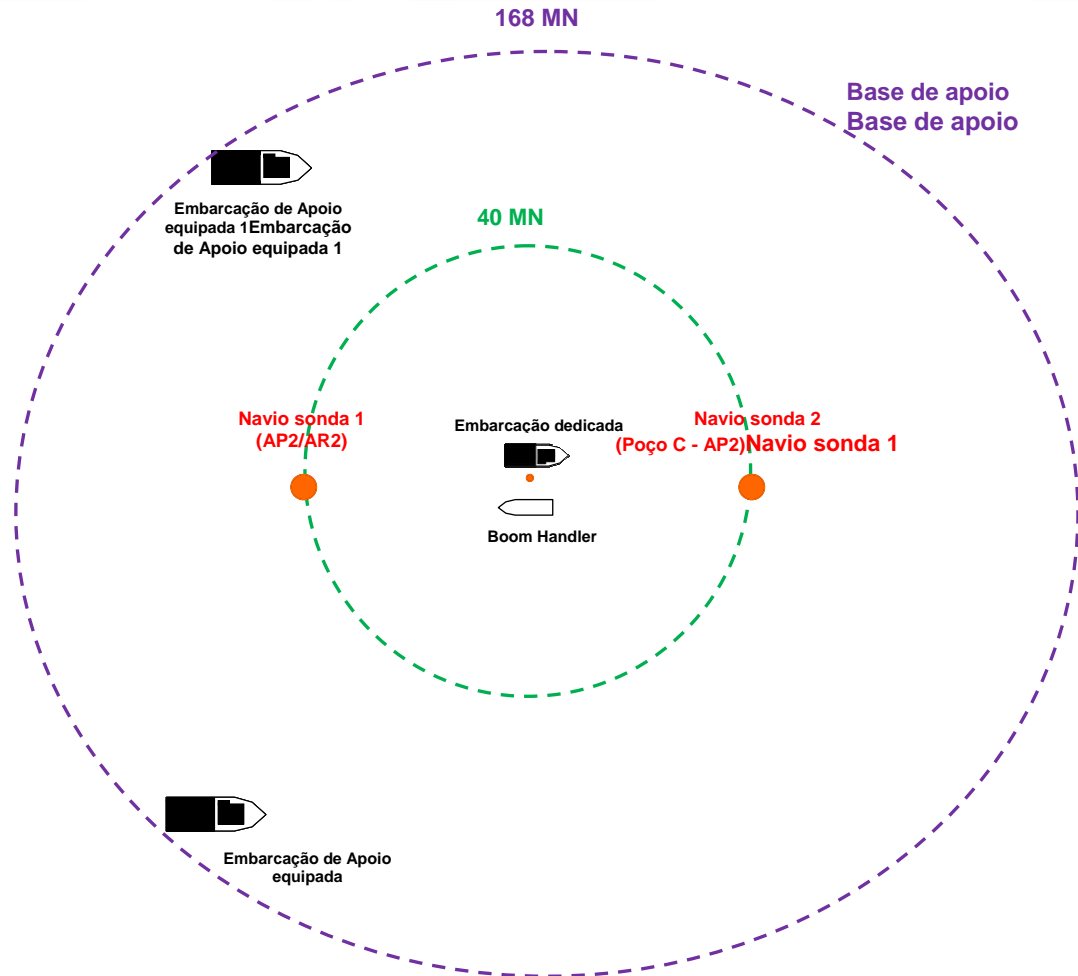 168 MN
Base de apoio
Base de apoio
Embarcação de Apoio
equipada 1Embarcação
de Apoio equipada 1
40 MN
Navio sonda 1
(AP2/AR2)
Embarcação dedicada
Navio sonda 2
(Poço C - AP2)Navio sonda 1
Boom Handler
Embarcação de Apoio
equipada